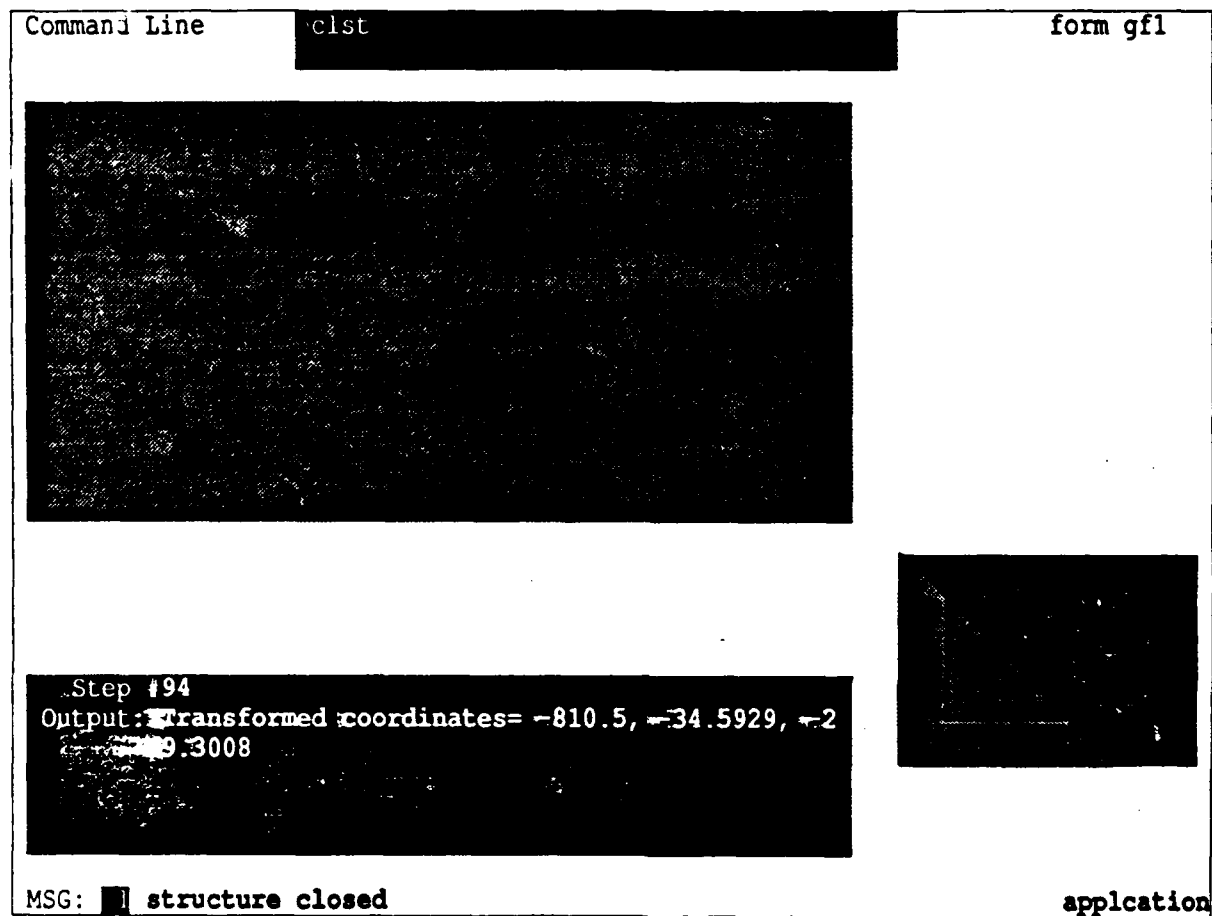 Command Line clst form gf1
Step #94
Output: Transformed coordinates= -810.5, -34.5929, -2
9.3008
MSG: structure closed applcation